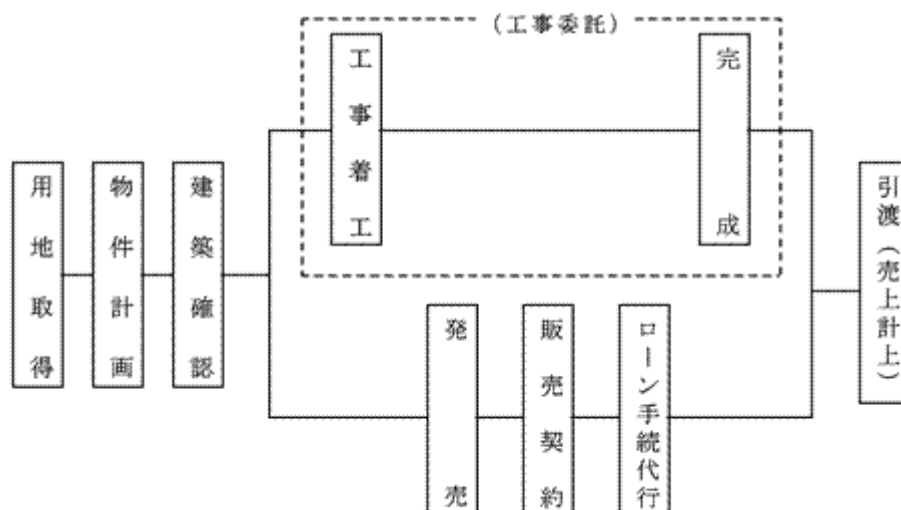 (工事委託)
用地取得
物件計画
建築確認
工事着工
完成
発売
販売契約
ローン手続代行
引渡(売上計上)